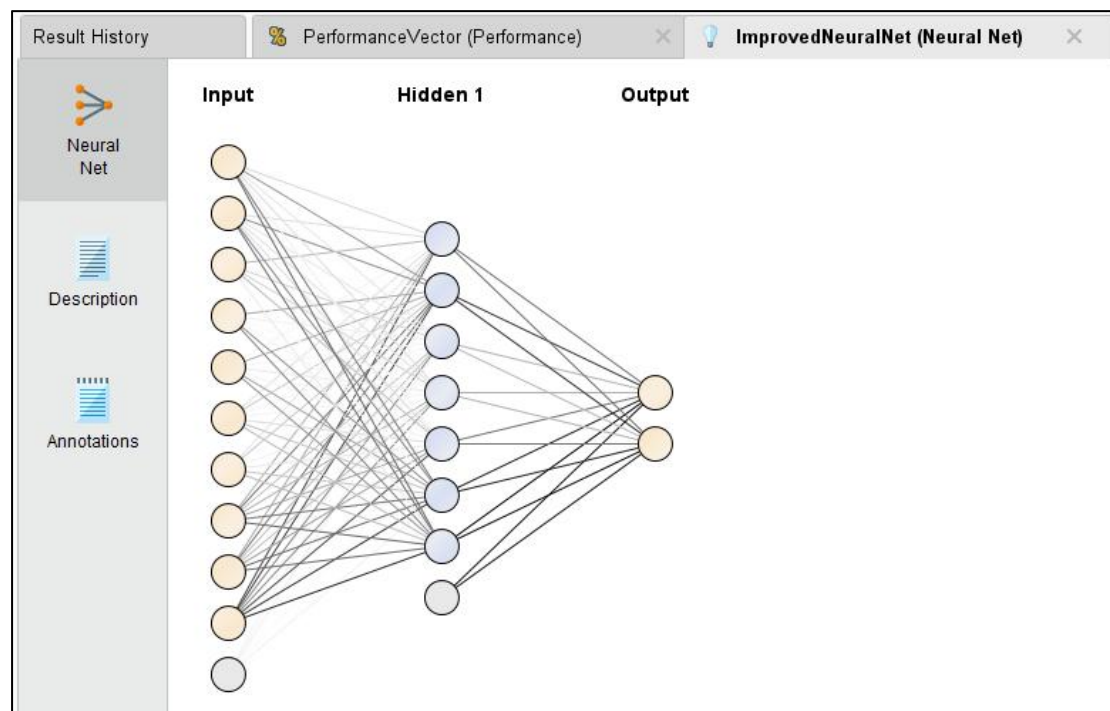 Result History
PerformanceVector (Performance)
ImprovedNeuralNet (Neural Net)
Neural
Net
Description
Annotations
Input
Hidden 1
Output